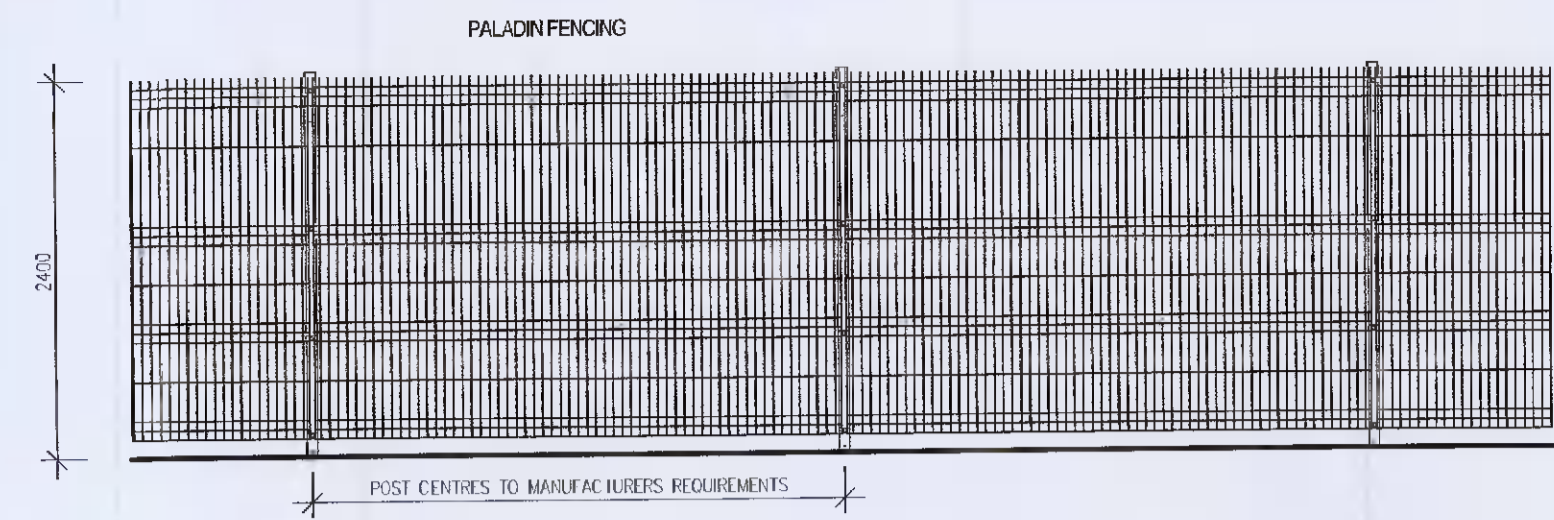 PALADIN FENCING
2400
POST CENTRES TO MANUFACTURERS REQUIREMENTS